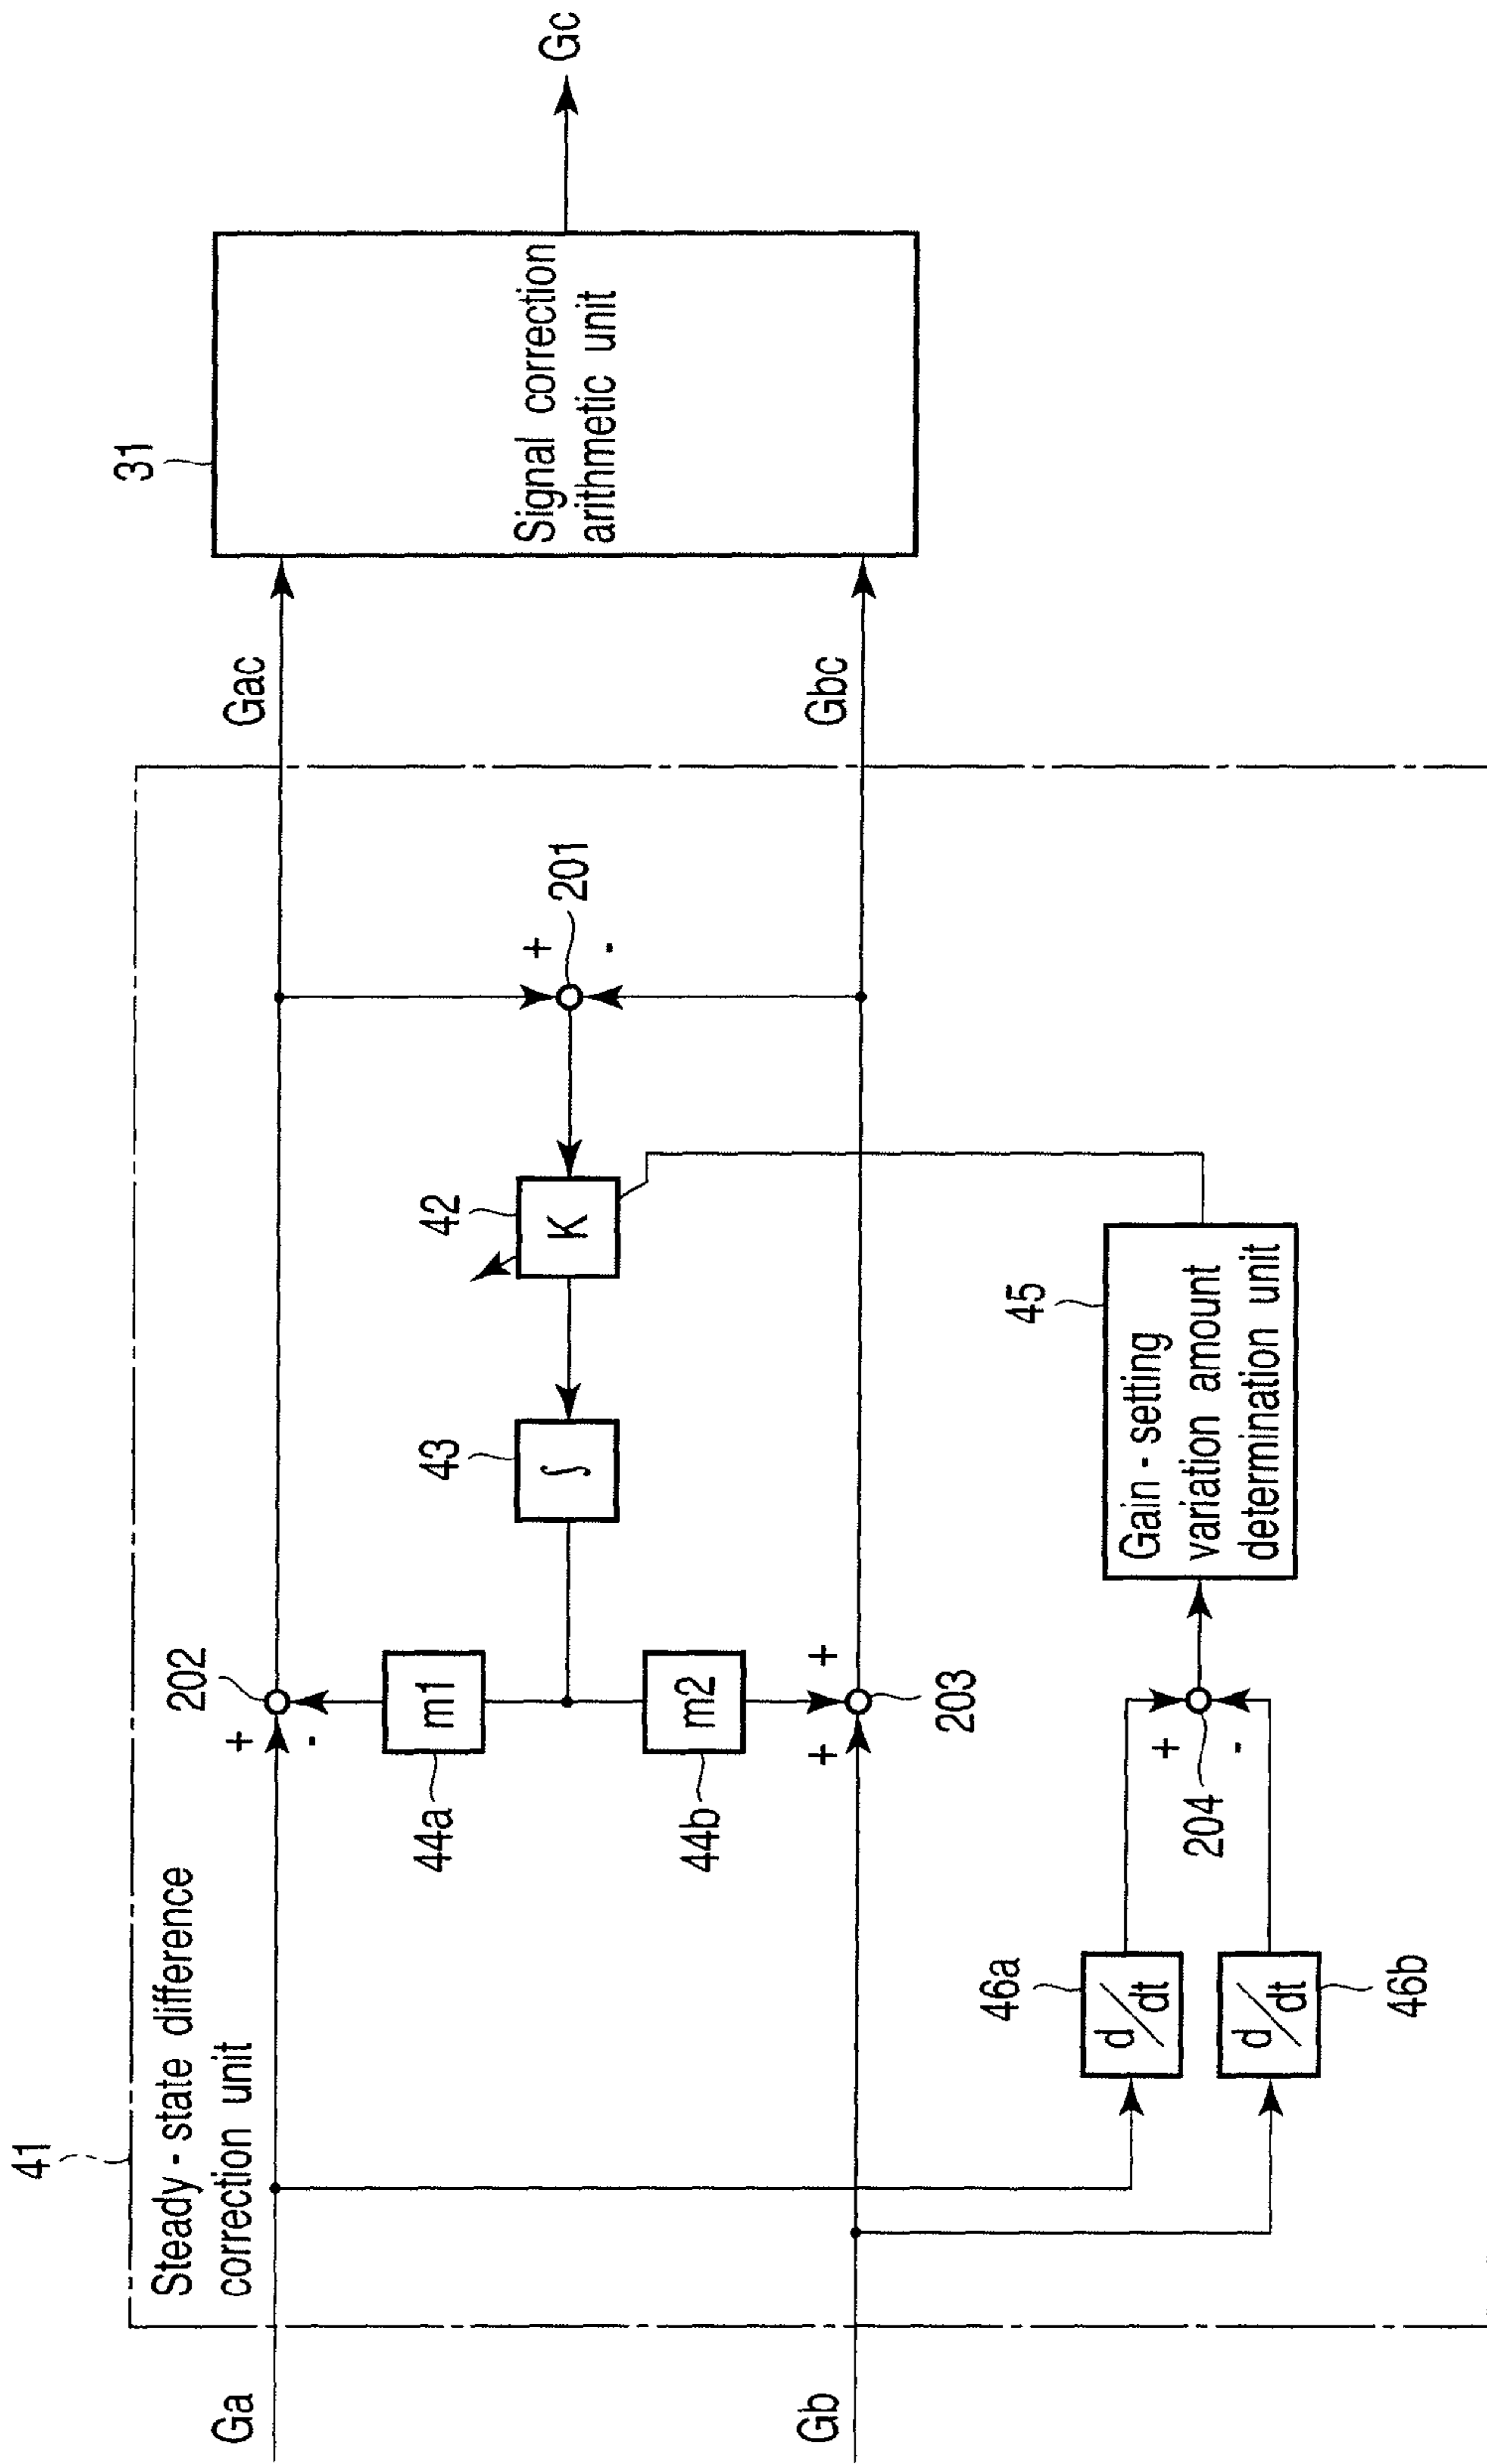 41
Steady - state difference
correction unit
Ga
Gb
202
+
-
m1
44a
m2
44b
+
+
203
43
∫
42
K
+
-
201
Gac
Gbc
31
Signal correction
arithmetic unit
Gc
46a
d/dt
46b
d/dt
+
-
204
45
Gain - setting
variation amount
determination unit